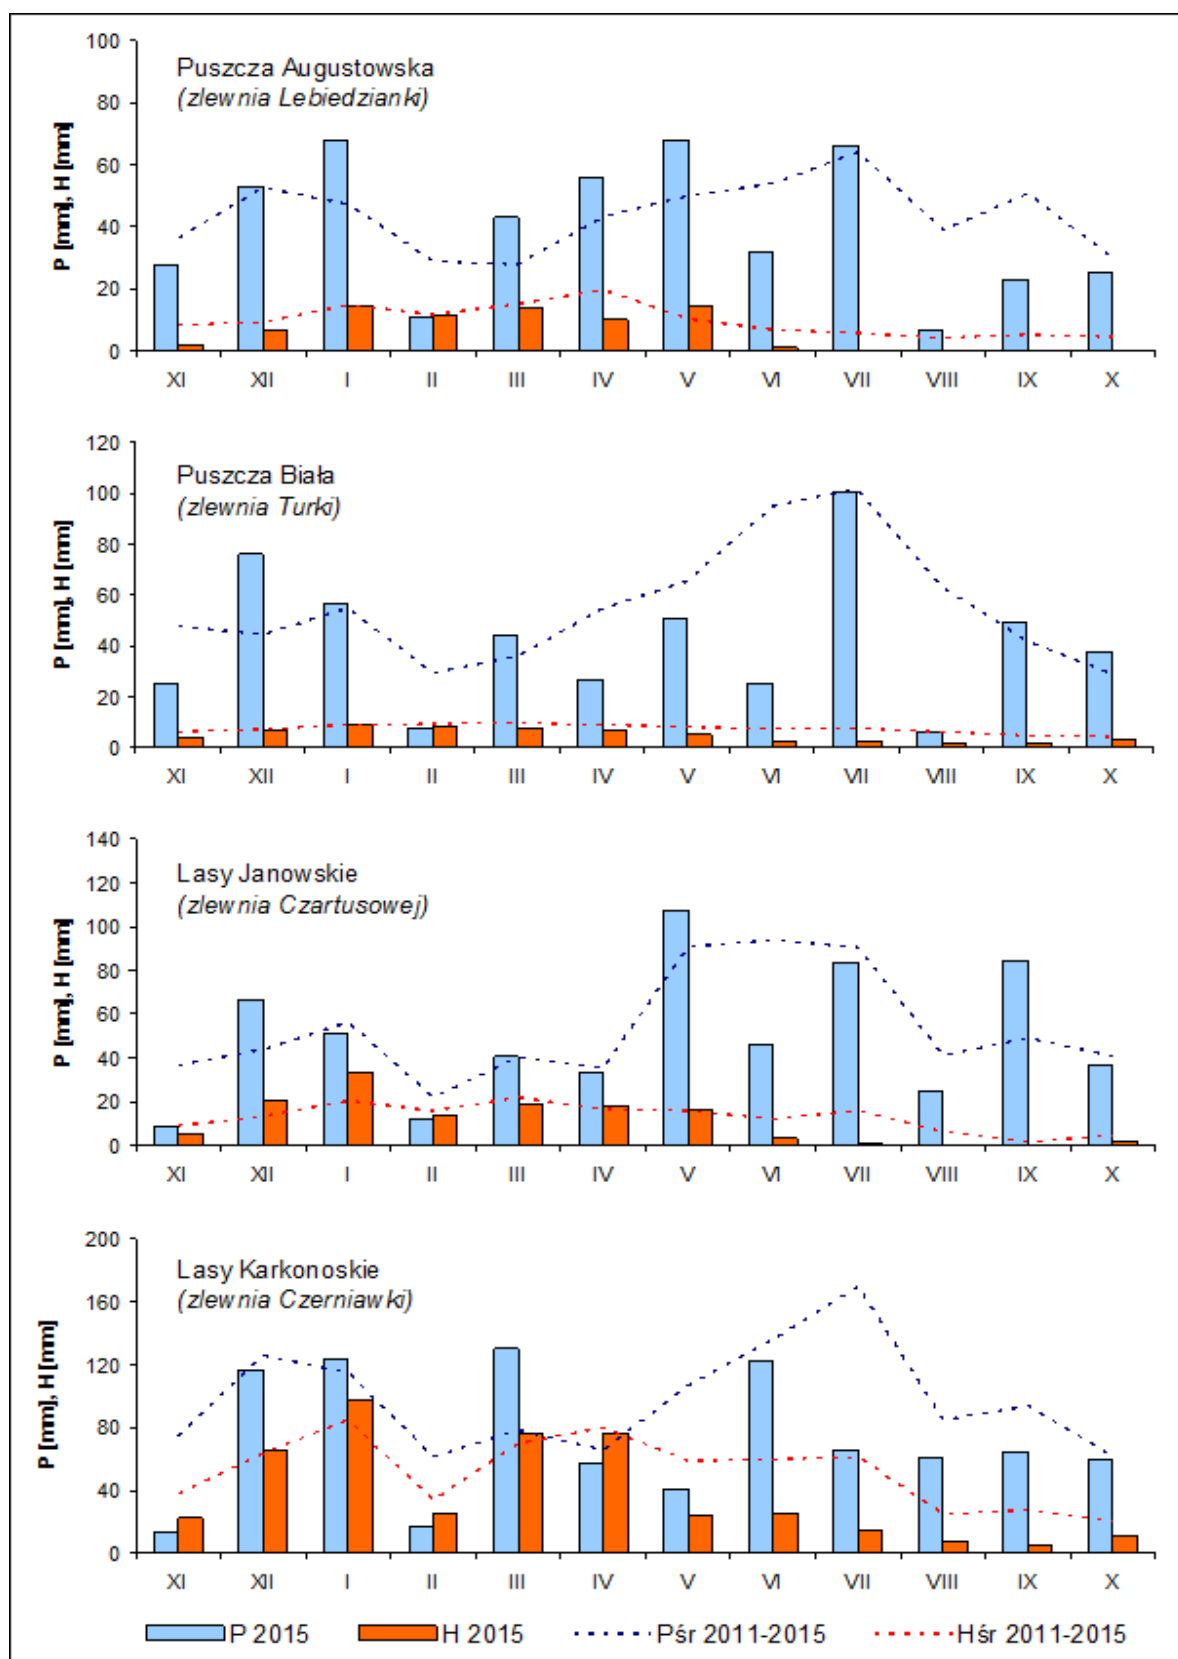 100
80
60
40
20
0
P [mm], H [mm]
Puszcza Augustowska
(zlewnia Lebiedzianki)
XI XII I II III IV V VI VII VIII IX X
120
100
80
60
40
20
0
P [mm], H [mm]
Puszcza Biała
(zlewnia Turki)
XI XII I II III IV V VI VII VIII IX X
140
120
100
80
60
40
20
0
P [mm], H [mm]
Lasy Janowskie
(zlewnia Czartusowej)
XI XII I II III IV V VI VII VIII IX X
200
160
120
80
40
0
P [mm], H [mm]
Lasy Karkonoskie
(zlewnia Czerniawki)
XI XII I II III IV V VI VII VIII IX X
P 2015 H 2015 Pśr 2011-2015 Hśr 2011-2015